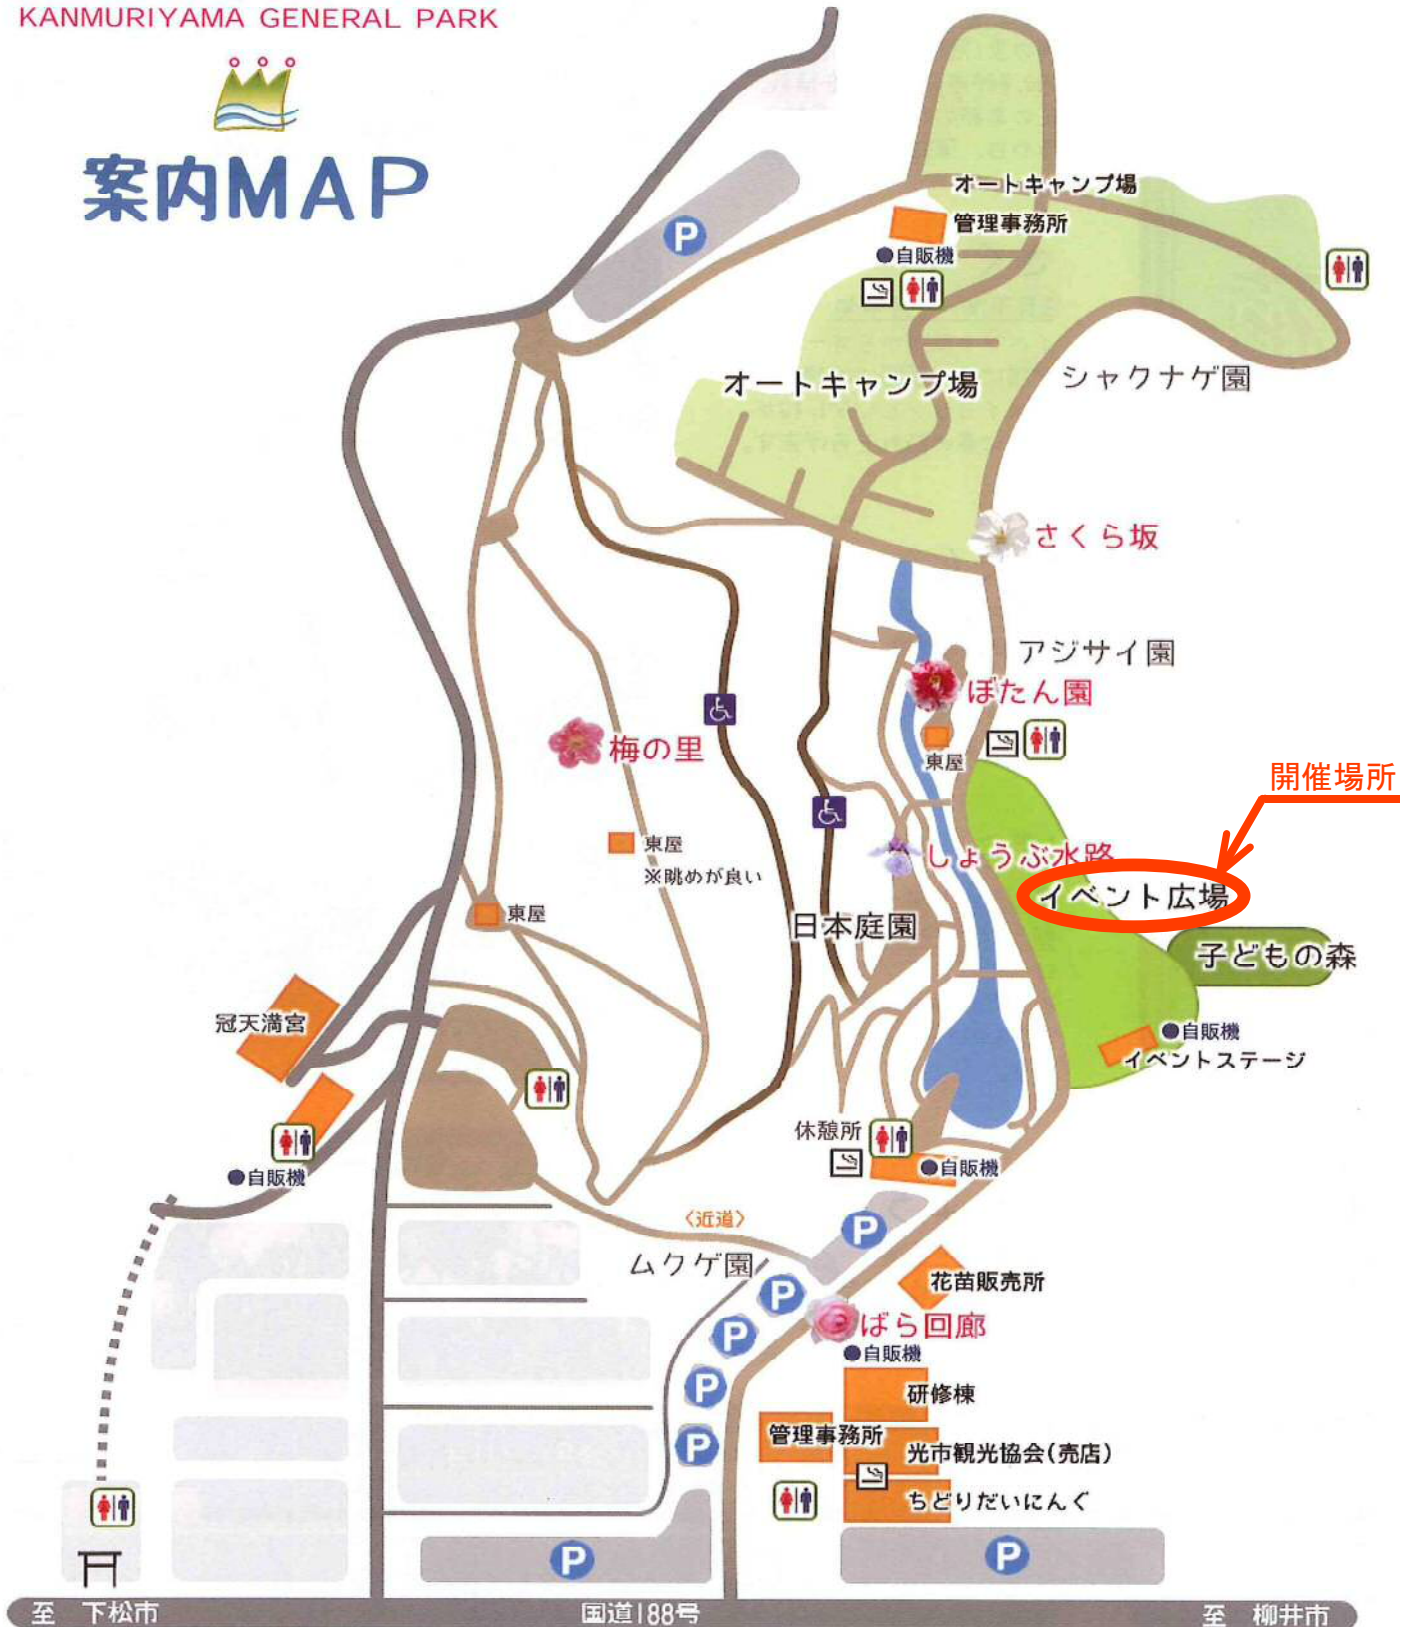 KANMURIYAMA GENERAL PARK
案内MAP
P
オートキャンプ場
管理事務所
●自販機
オートキャンプ場
シャクナゲ園
さくら坂
アジサイ園
ぼたん園
東屋
梅の里
開催場所
東屋
※眺めが良い
しょうぶ水路
イベント広場
東屋
日本庭園
子どもの森
冠天満宮
●自販機
イベントステージ
休憩所
●自販機
●自販機
〈近道〉
P
ムクゲ園
P
花苗販売所
ばら回廊
P
●自販機
P
研修棟
管理事務所
P
光市観光協会(売店)
ちどりだいにんぐ
P
P
至 下松市
国道188号
至 柳井市